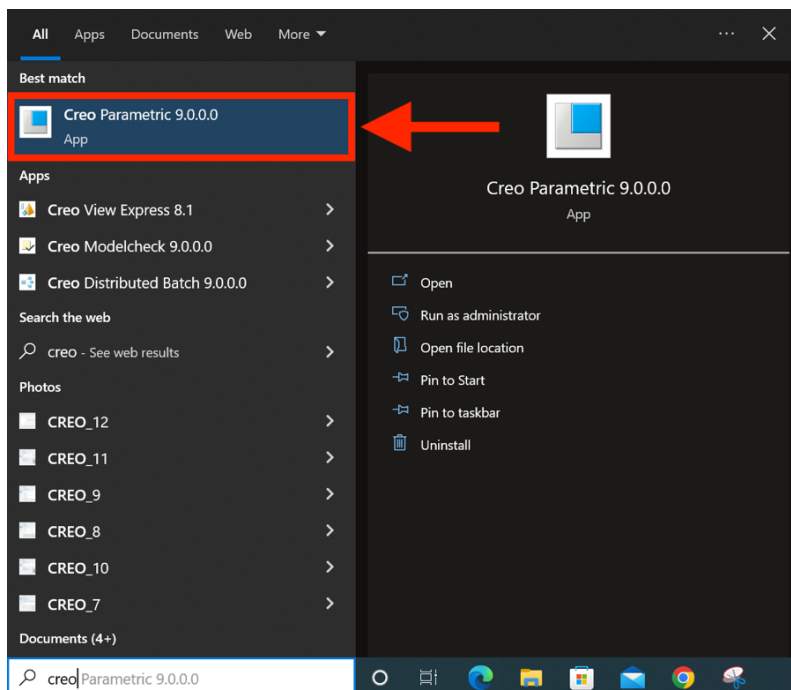 All Apps Documents Web More
Best match
Creo Parametric 9.0.0.0
App
Apps
Creo View Express 8.1
Creo Modelcheck 9.0.0.0
Creo Distributed Batch 9.0.0.0
Search the web
creo - See web results
Photos
CREO_12
CREO_11
CREO_9
CREO_8
CREO_10
CREO_7
Documents (4+)
creo Parametric 9.0.0.0
Creo Parametric 9.0.0.0
App
Open
Run as administrator
Open file location
Pin to Start
Pin to taskbar
Uninstall